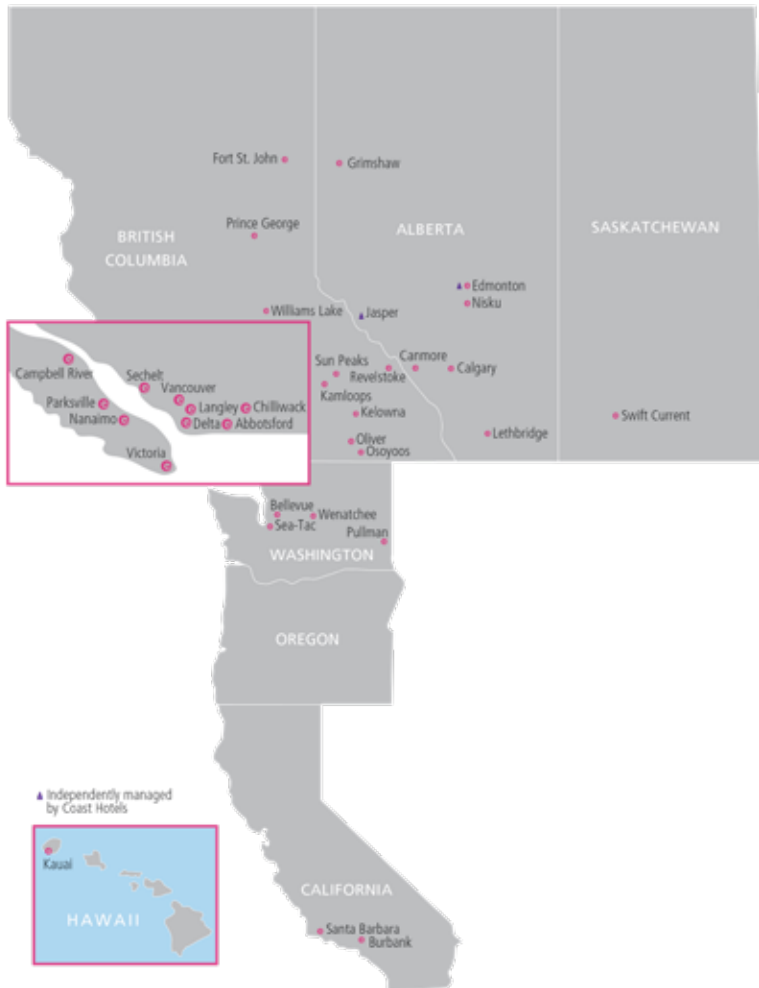 Fort St. John
Grimshaw
Prince George
BRITISH
COLUMBIA
ALBERTA
SASKATCHEWAN
Edmonton
Nisku
Williams Lake
Jasper
Campbell River
Sechelt
Vancouver
Parksville
Langley
Chilliwack
Nanaimo
Delta
Abbotsford
Victoria
Sun Peaks
Canmore
Revelstoke
Calgary
Kamloops
Kelowna
Swift Current
Lethbridge
Oliver
Osoyoos
Bellevue
Wenatchee
Sea-Tac
Pullman
WASHINGTON
OREGON
Independently managed
by Coast Hotels
Kauai
HAWAII
CALIFORNIA
Santa Barbara
Burbank